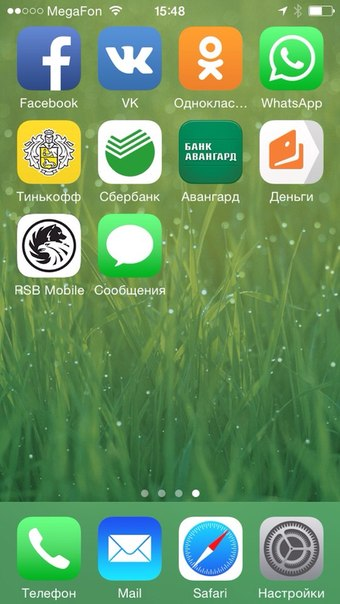 MegaFon 15:48
Facebook VK Одноклас... WhatsApp
БАНК
АВАНГАРД
Тинькофф Сбербанк Авангард Деньги
RSB Mobile Сообщения
Телефон Mail Safari Настройки